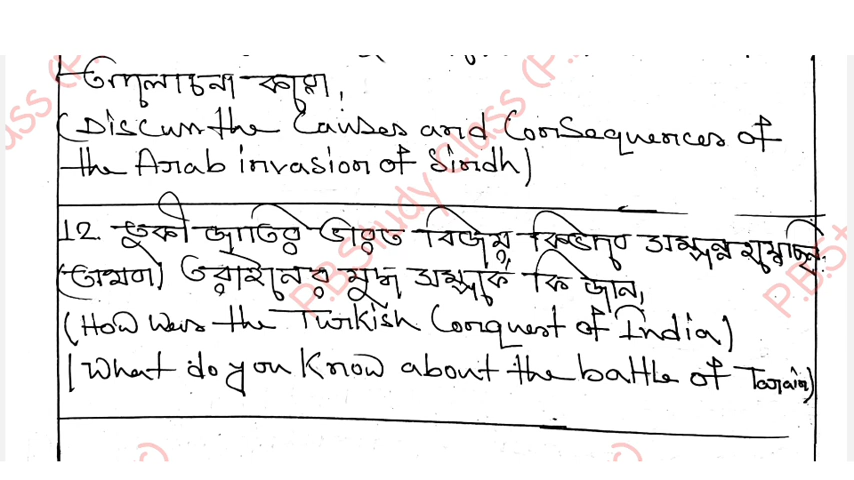 আলোচনা করো,
(Discuss the Causes and Consequences of
the Arab invasion of Sindh)
12. তুর্কী জাতির ভারত বিজয় কিভাবে সম্পন্ন হয়েছিল?
(অথবা) তরাইনের যুদ্ধ সম্পর্কে কি জান,
(How was the Turkish Conquest of India)
(What do you Know about the battle of Tarain)